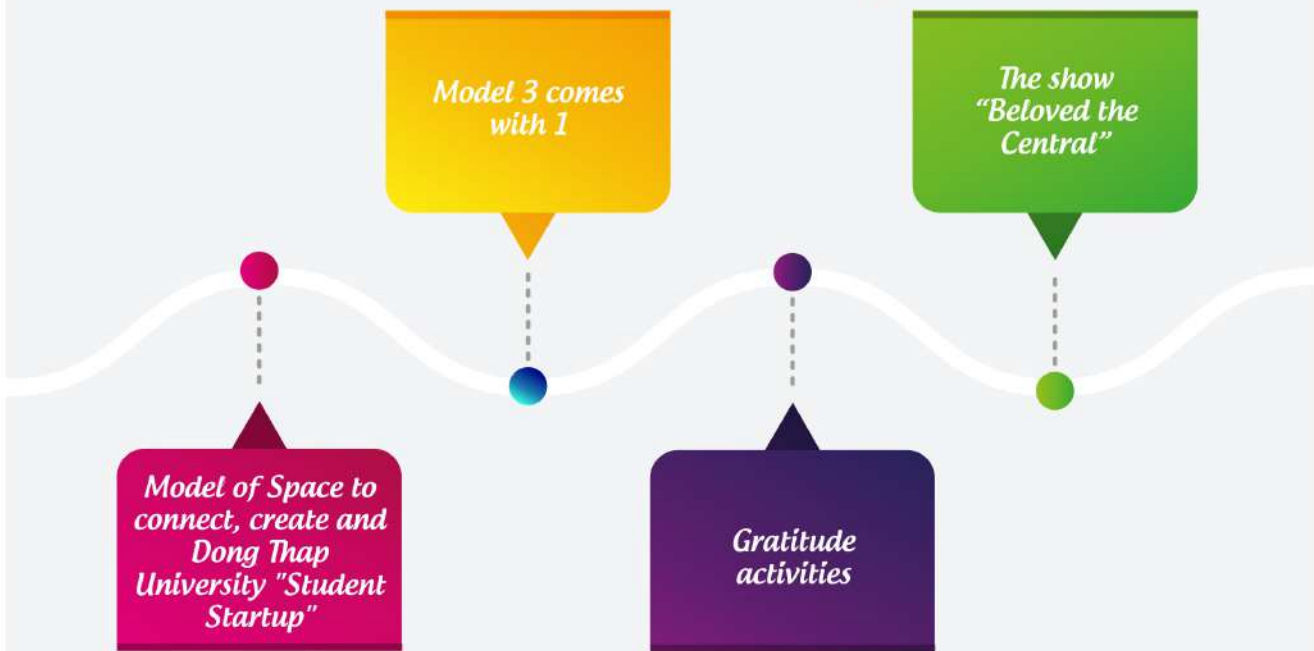 Model of Space to
connect, create and
Dong Thap
University "Student
Startup"
Model 3 comes
with 1
Gratitude
activities
The show
“Beloved the
Central”